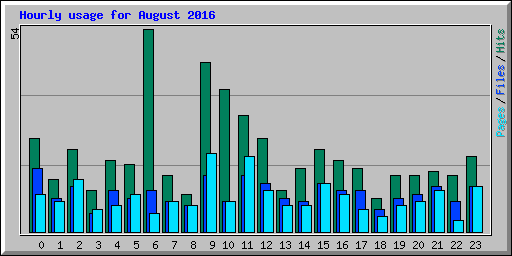 Hourly usage for August 2016
54
Pages / Files / Hits
0 1 2 3 4 5 6 7 8 9 10 11 12 13 14 15 16 17 18 19 20 21 22 23